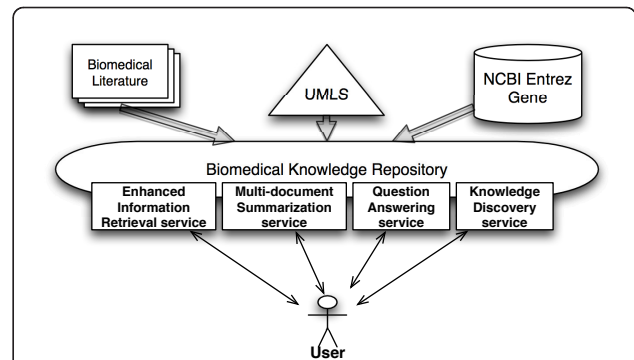 Biomedical
Literature
UMLS
NCBI Entrez
Gene
Biomedical Knowledge Repository
Enhanced
Information
Retrieval service
Multi-document
Summarization
service
Question
Answering
service
Knowledge
Discovery
service
User